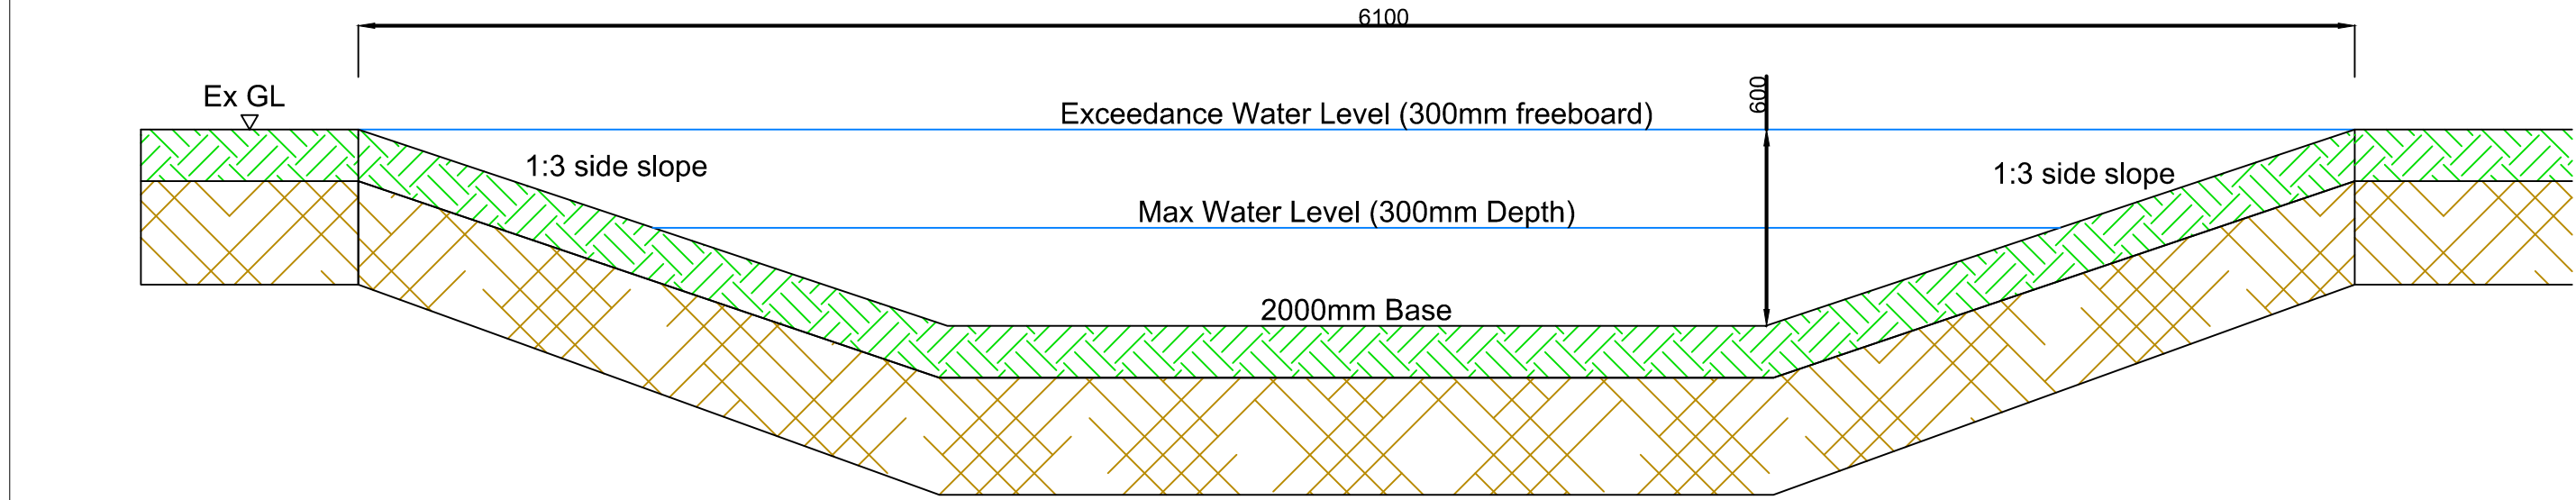 6100
Ex GL
Exceedance Water Level (300mm freeboard)
600
1:3 side slope
1:3 side slope
Max Water Level (300mm Depth)
2000mm Base